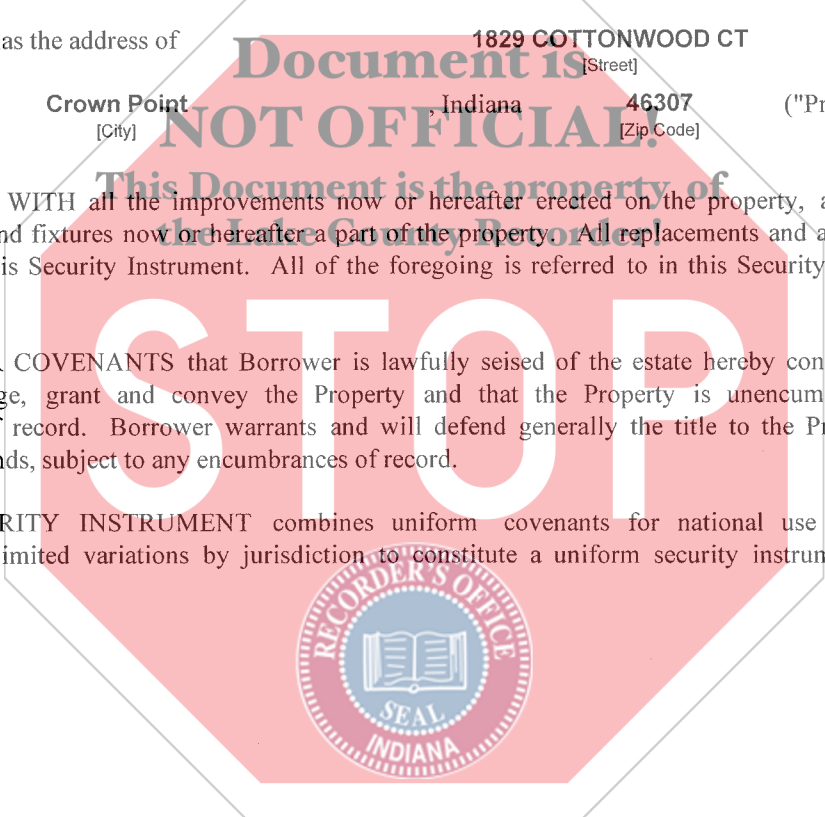 as the address of 1829 COTTONWOOD CT
[Street]
Crown Point , Indiana 46307 ("Pr
[City] [Zip Code]
WITH all the improvements now or hereafter erected on the property, a
nd fixtures now or hereafter a part of the property. All replacements and a
is Security Instrument. All of the foregoing is referred to in this Security
COVENANTS that Borrower is lawfully seised of the estate hereby con
ge, grant and convey the Property and that the Property is unencum
record. Borrower warrants and will defend generally the title to the Pr
nds, subject to any encumbrances of record.
RITY INSTRUMENT combines uniform covenants for national use
imited variations by jurisdiction to constitute a uniform security instrum
Document is
NOT OFFICIAL!
This Document is the property of
the Lake County Recorder!
STOP
RECORDER'S OFFICE
SEAL
INDIANA